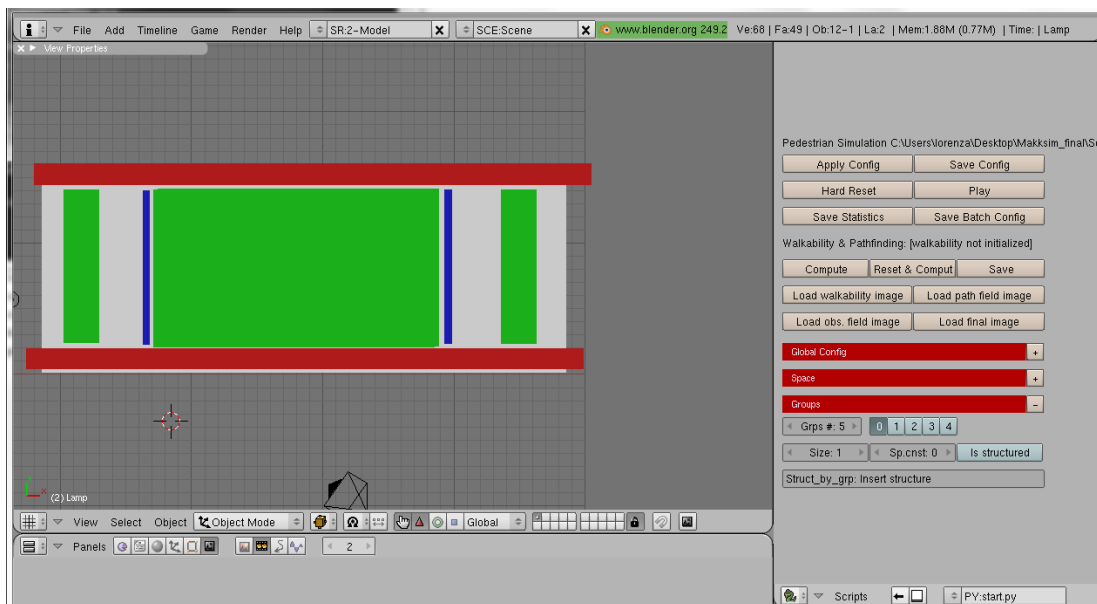 File Add Timeline Game Render Help SR:2-Model X SCE:Scene X www.blender.org 249.2 Ve:68 | Fa:49 | Ob:12-1 | La:2 | Mem:1.88M (0.77M) | Time: | Lamp
View Properties
Pedestrian Simulation C:\Users\lorenza\Desktop\Makksim_final\S
Apply Config Save Config
Hard Reset Play
Save Statistics Save Batch Config
Walkability & Pathfinding: [walkability not initialized]
Compute Reset & Comput Save
Load walkability image Load path field image
Load obs. field image Load final image
Global Config +
Space +
Groups -
Grps #: 5 0 1 2 3 4
Size: 1 Sp.cnst: 0 Is structured
Struct_by_grp: Insert structure
(2) Lamp
View Select Object Object Mode Global
Panels 2
Scripts PY:start.py